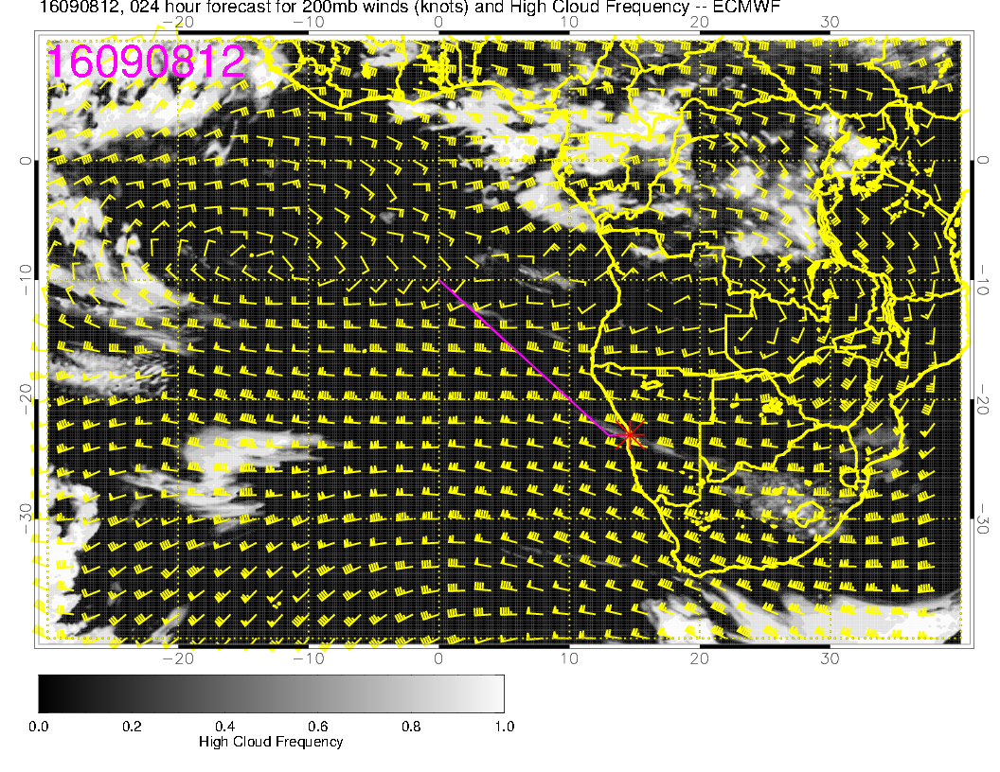 16090812, 024 hour forecast for 200mb winds (knots) and High Cloud Frequency -- ECMWF
-20 -10 0 10 20 30
16090812
0 0
-10 -10
-20 -20
-30 -30
-20 -10 0 10 20 30
0.0 0.2 0.4 0.6 0.8 1.0
High Cloud Frequency